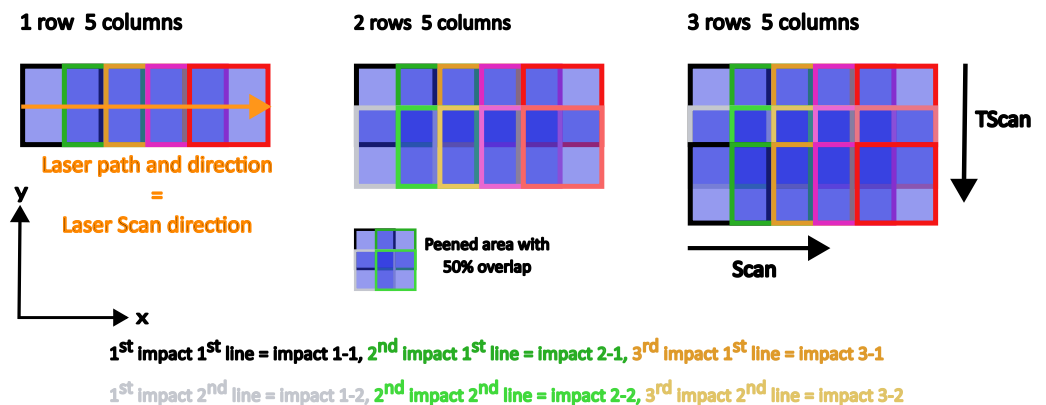 1 row 5 columns
2 rows 5 columns
3 rows 5 columns
Laser path and direction
=
Laser Scan direction
y
x
Peened area with
50% overlap
TScan
Scan
1st impact 1st line = impact 1-1, 2nd impact 1st line = impact 2-1, 3rd impact 1st line = impact 3-1
1st impact 2nd line = impact 1-2, 2nd impact 2nd line = impact 2-2, 3rd impact 2nd line = impact 3-2